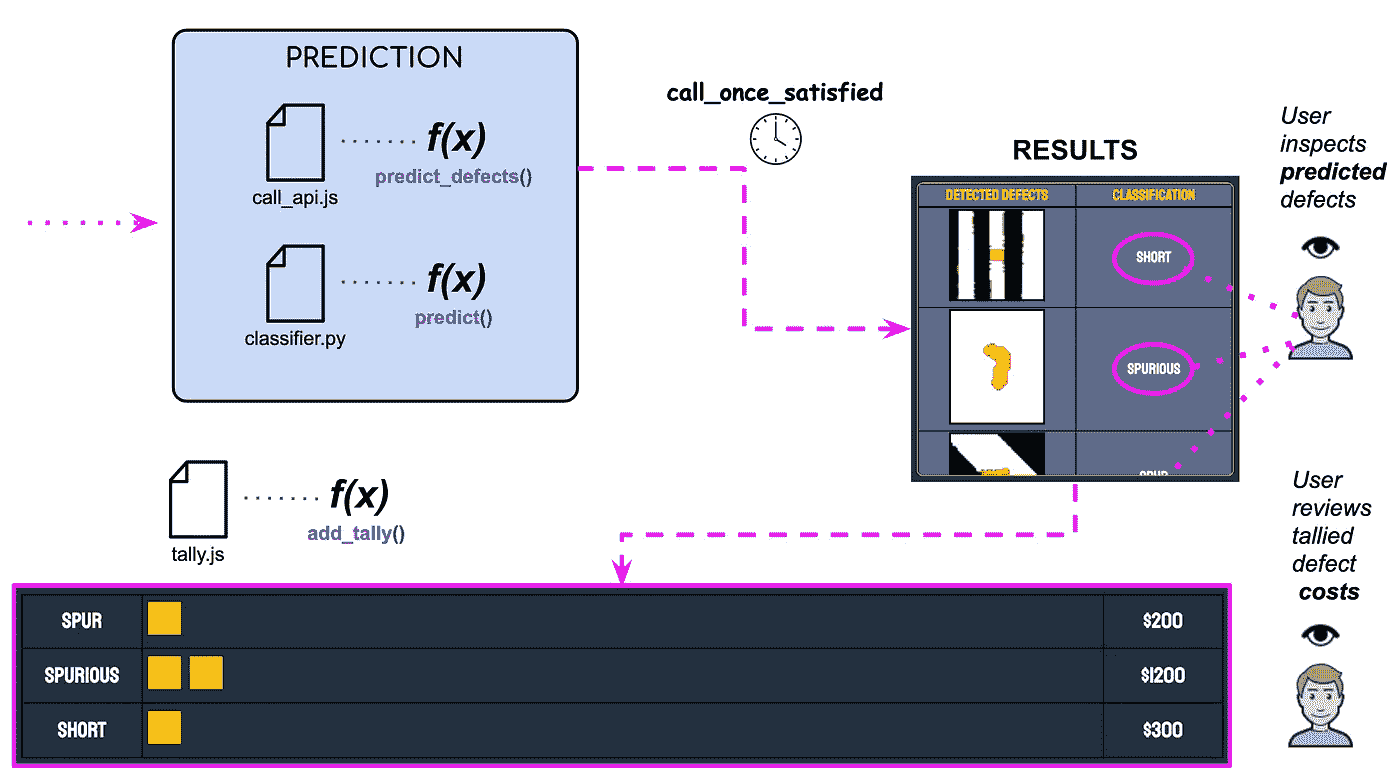 PREDICTION
f(x)
predict_defects()
call_api.js
f(x)
predict()
classifier.py
call_once_satisfied
RESULTS
DETECTED DEFECTS
CLASSIFICATION
SHORT
SPURIOUS
SPUR
User
inspects
predicted
defects
f(x)
add_tally()
tally.js
User
reviews
tallied
defect
costs
SPUR
$200
SPURIOUS
$1200
SHORT
$300